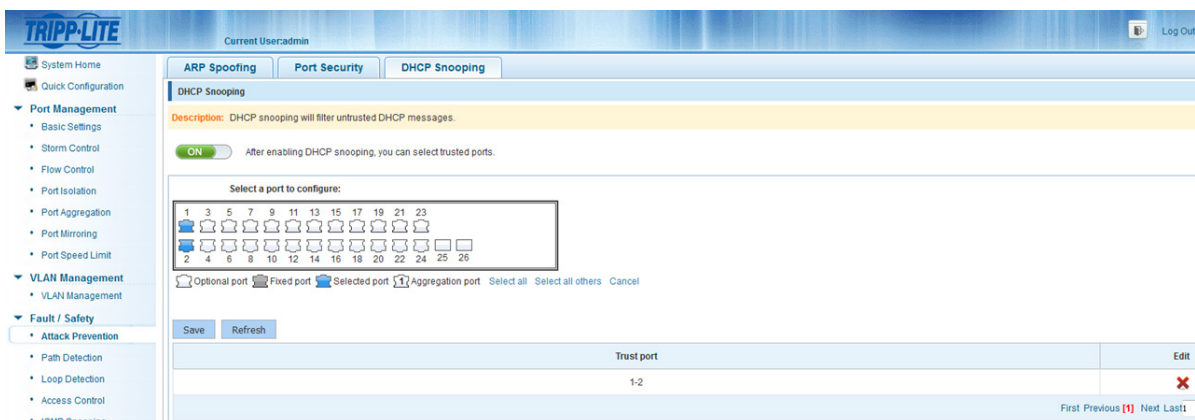 TRIPP·LITE
Current User:admin
Log Out
System Home
Quick Configuration
Port Management
Basic Settings
Storm Control
Flow Control
Port Isolation
Port Aggregation
Port Mirroring
Port Speed Limit
VLAN Management
VLAN Management
Fault / Safety
Attack Prevention
Path Detection
Loop Detection
Access Control
ARP Spoofing Port Security DHCP Snooping
DHCP Snooping
Description: DHCP snooping will filter untrusted DHCP messages.
ON After enabling DHCP snooping, you can select trusted ports.
Select a port to configure:
1 3 5 7 9 11 13 15 17 19 21 23
2 4 6 8 10 12 14 16 18 20 22 24 25 26
Optional port Fixed port Selected port 1 Aggregation port Select all Select all others Cancel
Save Refresh
Trust port Edit
1-2
First Previous [1] Next Last 1